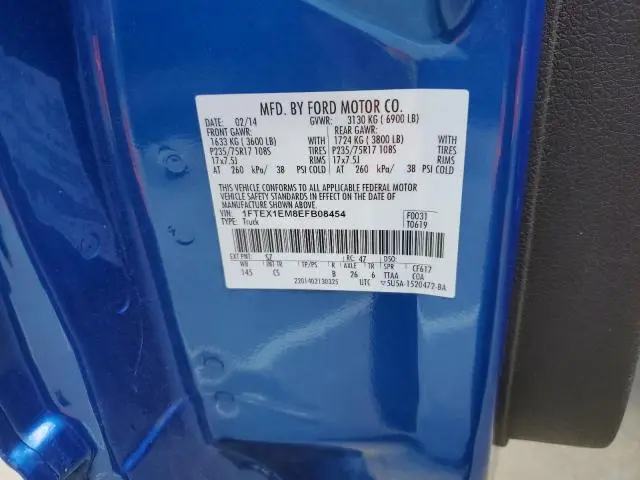 MFD. BY FORD MOTOR CO.
DATE: 02/14 GVWR: 3130 KG ( 6900 LB)
FRONT GAWR: REAR GAWR:
1633 KG ( 3600 LB) WITH 1724 KG ( 3800 LB) WITH
P235/75R17 108S TIRES P235/75R17 108S TIRES
17x7.5J RIMS 17x7.5J RIMS
AT 260 kPa/ 38 PSI COLD AT 260 kPa/ 38 PSI COLD
THIS VEHICLE CONFORMS TO ALL APPLICABLE FEDERAL MOTOR
VEHICLE SAFETY STANDARDS IN EFFECT ON THE DATE OF
MANUFACTURE SHOWN ABOVE.
VIN: 1FTEX1EM8EFB08454 F0031
TYPE: Truck T0619
EXT PNT: SZ RC: 47 DSO:
WB INT TR TP/PS R AXLE TR SPR CF617
145 CS B 26 6 TTAA COA
2201402130325 UTC 5U5A-1520472-BA